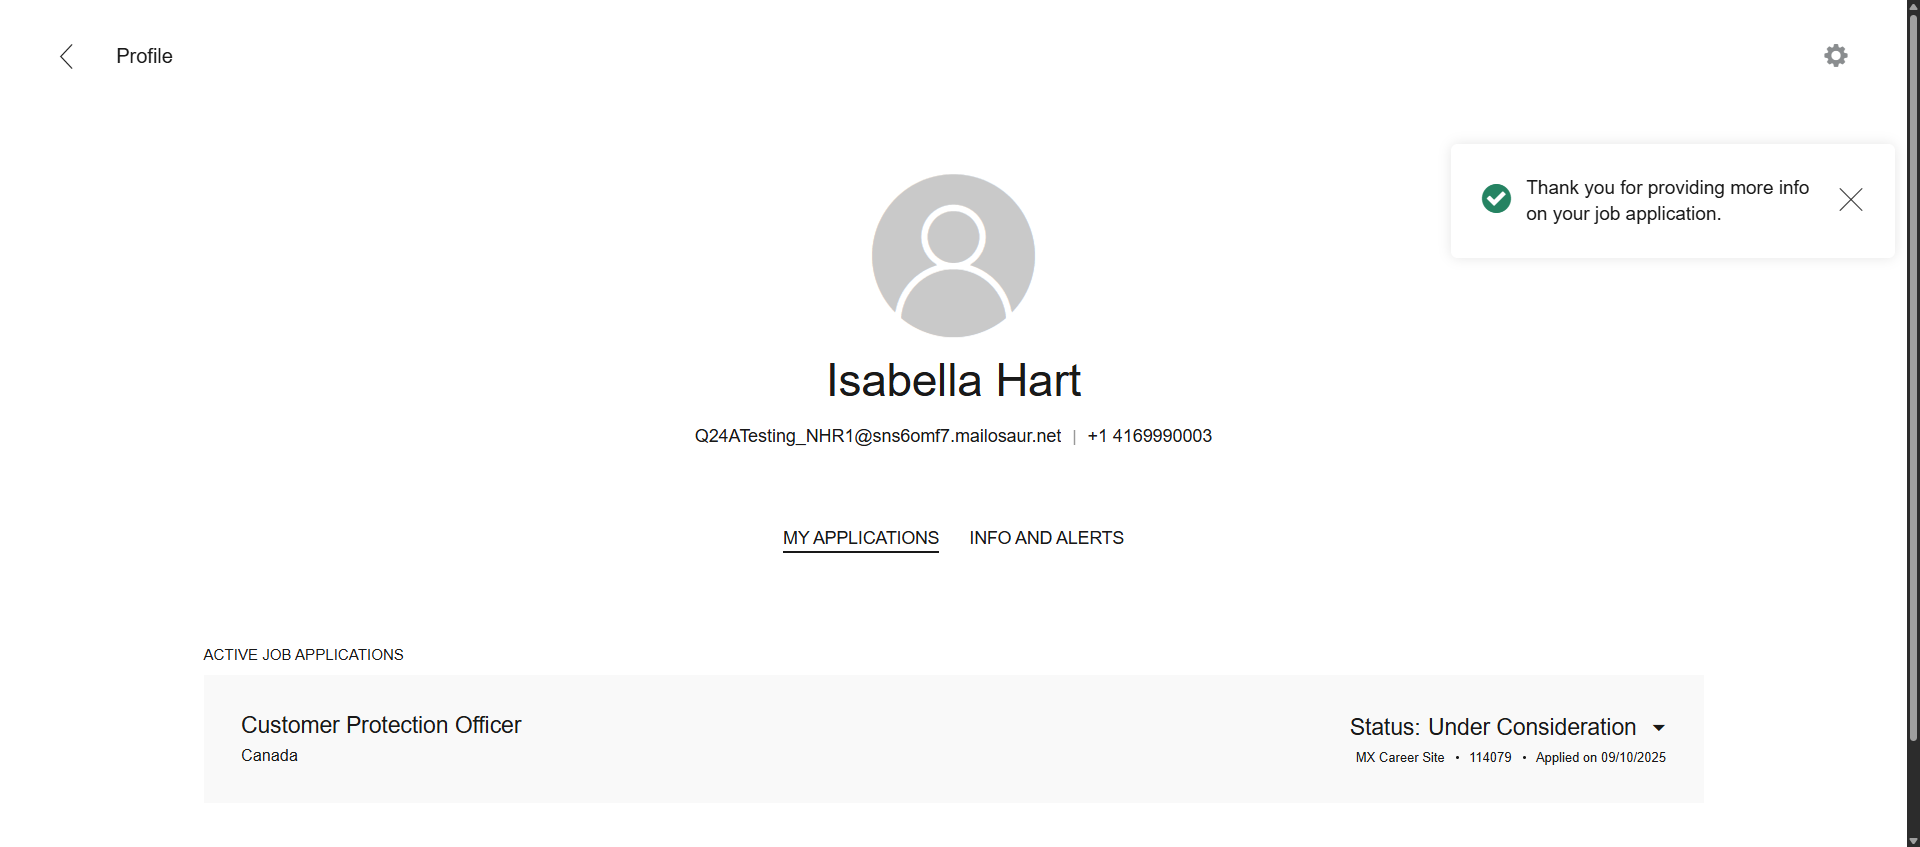 Profile
Thank you for providing more info
on your job application.
Isabella Hart
Q24ATesting_NHR1@sns6omf7.mailosaur.net | +1 4169990003
MY APPLICATIONS INFO AND ALERTS
ACTIVE JOB APPLICATIONS
Customer Protection Officer
Canada
Status: Under Consideration
MX Career Site • 114079 • Applied on 09/10/2025